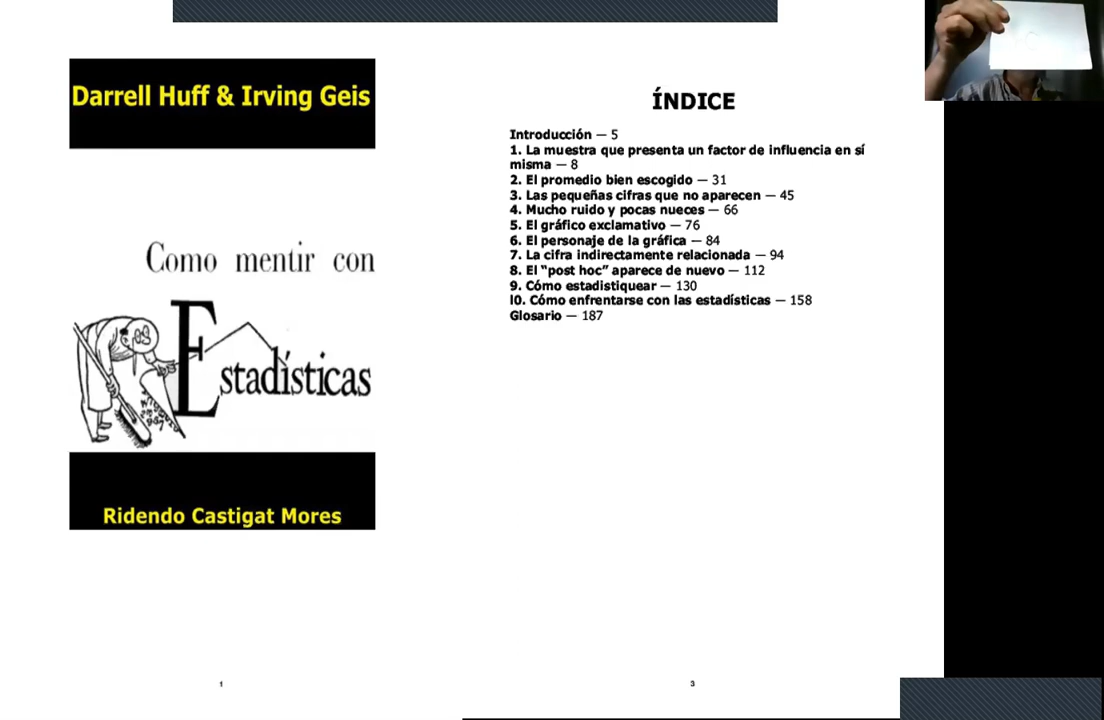 Darrell Huff & Irving Geis
Como mentir con
Estadísticas
Ridendo Castigat Mores
1
ÍNDICE
Introducción — 5
1. La muestra que presenta un factor de influencia en sí
misma — 8
2. El promedio bien escogido — 31
3. Las pequeñas cifras que no aparecen — 45
4. Mucho ruido y pocas nueces — 66
5. El gráfico exclamativo — 76
6. El personaje de la gráfica — 84
7. La cifra indirectamente relacionada — 94
8. El “post hoc” aparece de nuevo — 112
9. Cómo estadistiquear — 130
l0. Cómo enfrentarse con las estadísticas — 158
Glosario — 187
3